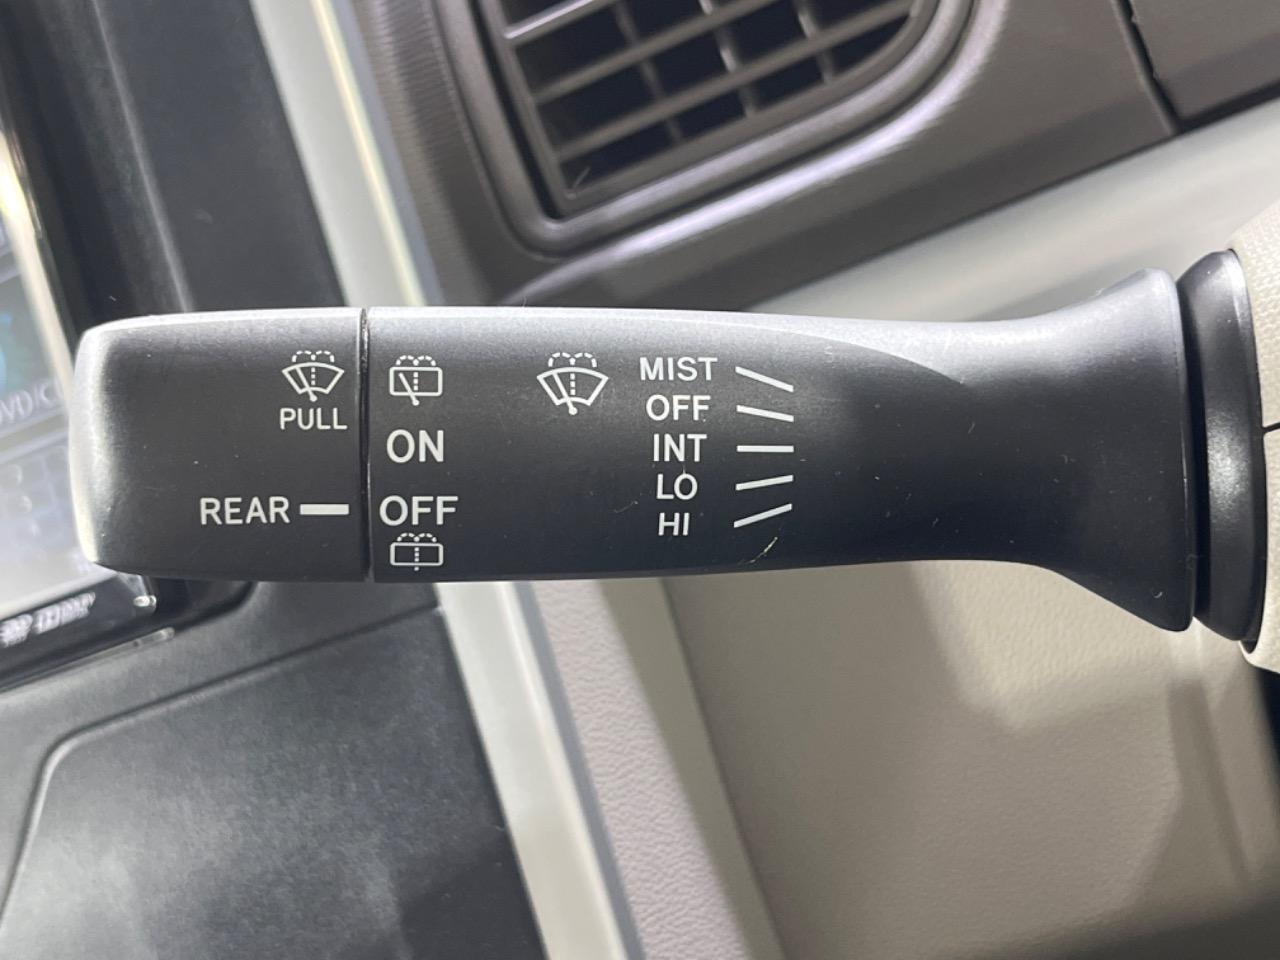 PULL
REAR
ON
OFF
MIST
OFF
INT
LO
HI